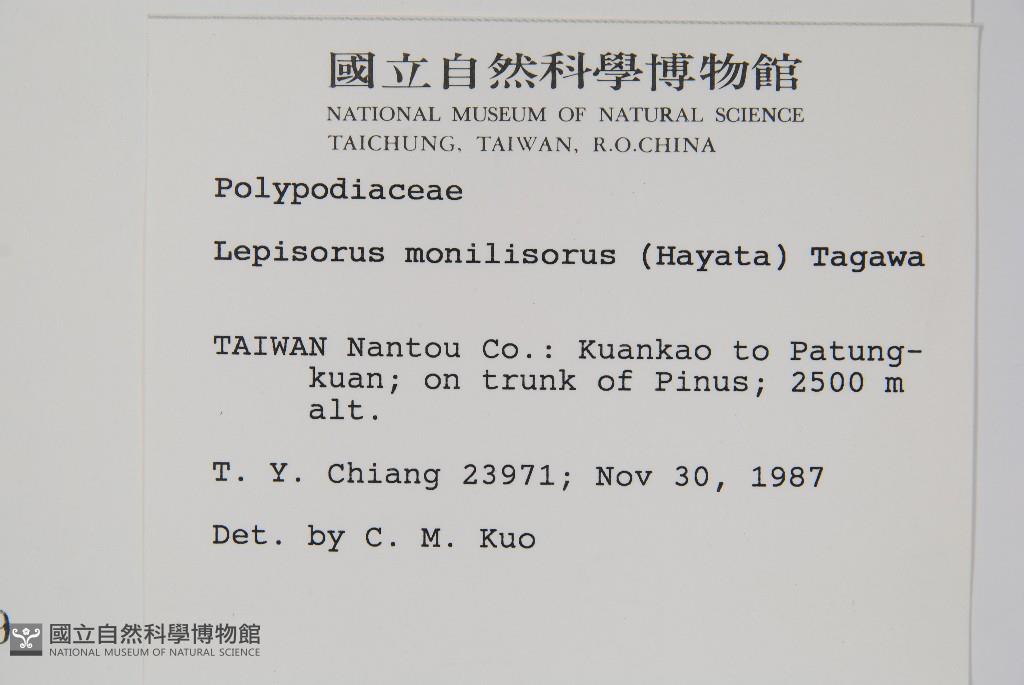 國立自然科學博物館
NATIONAL MUSEUM OF NATURAL SCIENCE
TAICHUNG, TAIWAN, R.O.CHINA
Polypodiaceae
Lepisorus monilisorus (Hayata) Tagawa
TAIWAN Nantou Co.: Kuankao to Patung-
kuan; on trunk of Pinus; 2500 m
alt.
T. Y. Chiang 23971; Nov 30, 1987
Det. by C. M. Kuo
國立自然科學博物館
NATIONAL MUSEUM OF NATURAL SCIENCE